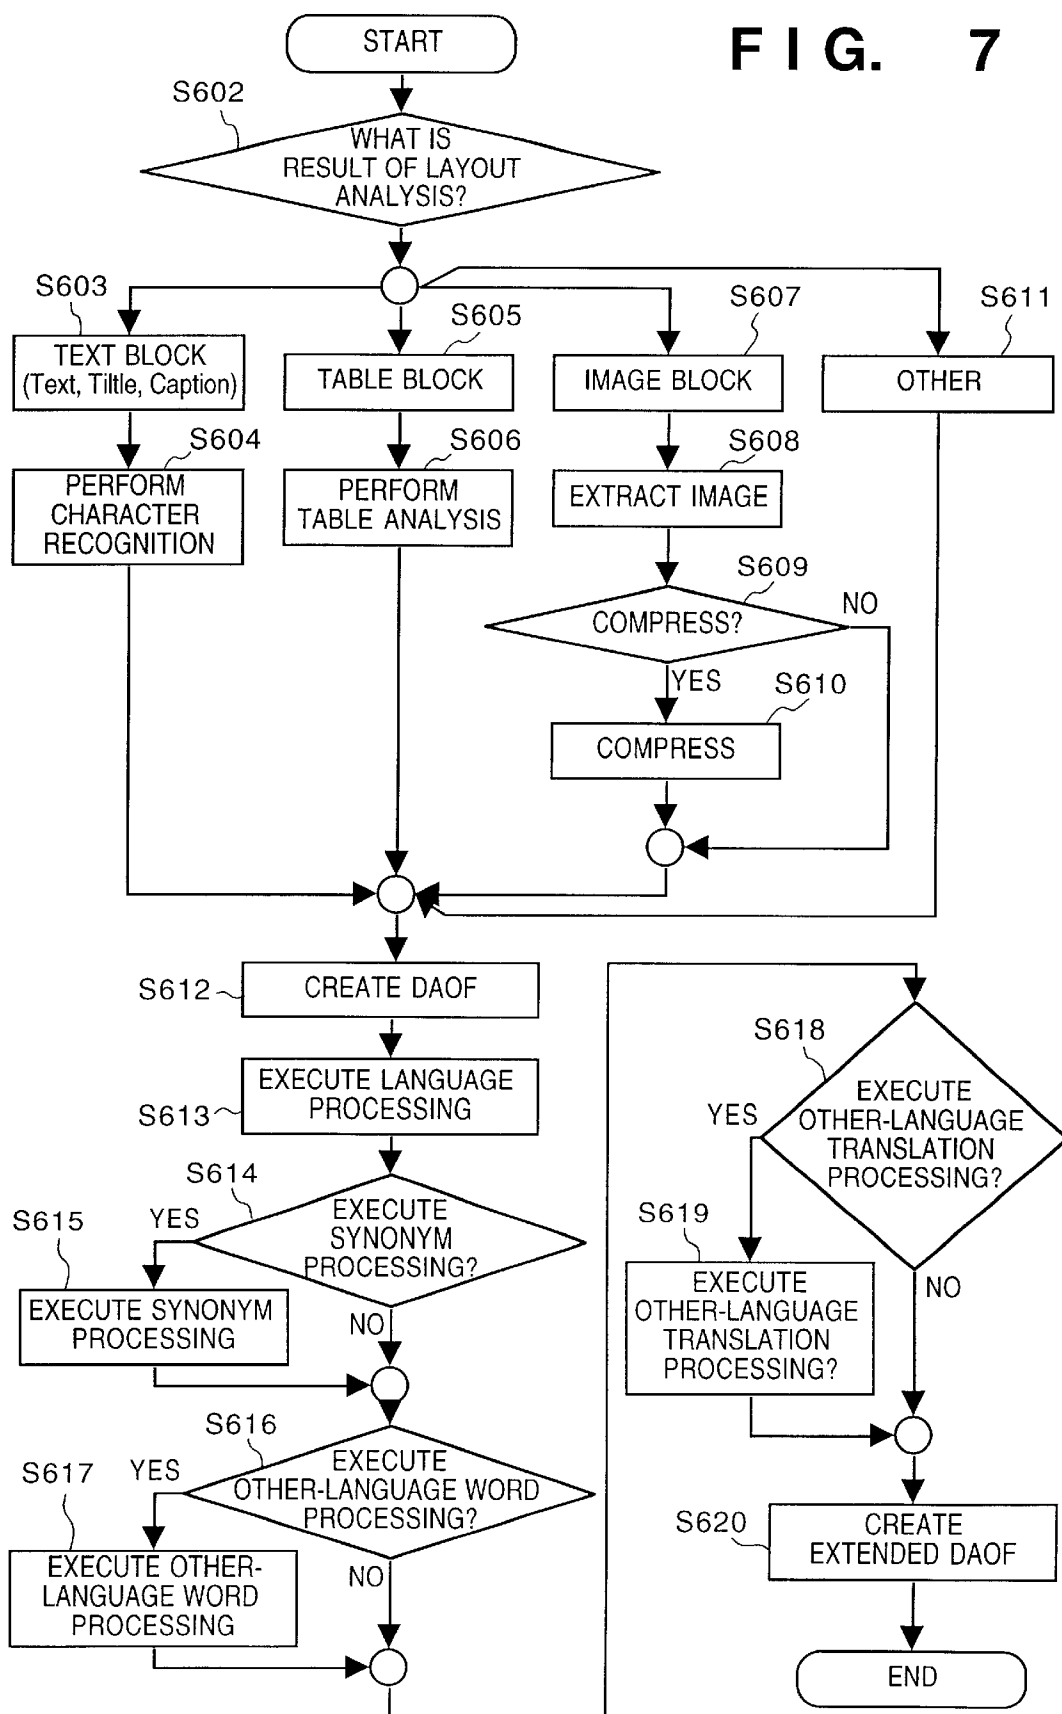 FIG. 7
START
S602
WHAT IS
RESULT OF LAYOUT
ANALYSIS?
S603
TEXT BLOCK
(Text, Tiltle, Caption)
S605
TABLE BLOCK
S607
IMAGE BLOCK
S611
OTHER
S604
PERFORM
CHARACTER
RECOGNITION
S606
PERFORM
TABLE ANALYSIS
S608
EXTRACT IMAGE
S609
COMPRESS?
NO
YES
S610
COMPRESS
S612
CREATE DAOF
S613
EXECUTE LANGUAGE
PROCESSING
S614
EXECUTE
SYNONYM
PROCESSING?
YES
S615
EXECUTE SYNONYM
PROCESSING
NO
S616
EXECUTE
OTHER-LANGUAGE WORD
PROCESSING?
YES
S617
EXECUTE OTHER-
LANGUAGE WORD
PROCESSING
NO
S618
EXECUTE
OTHER-LANGUAGE
TRANSLATION
PROCESSING?
YES
S619
EXECUTE
OTHER-LANGUAGE
TRANSLATION
PROCESSING?
NO
S620
CREATE
EXTENDED DAOF
END